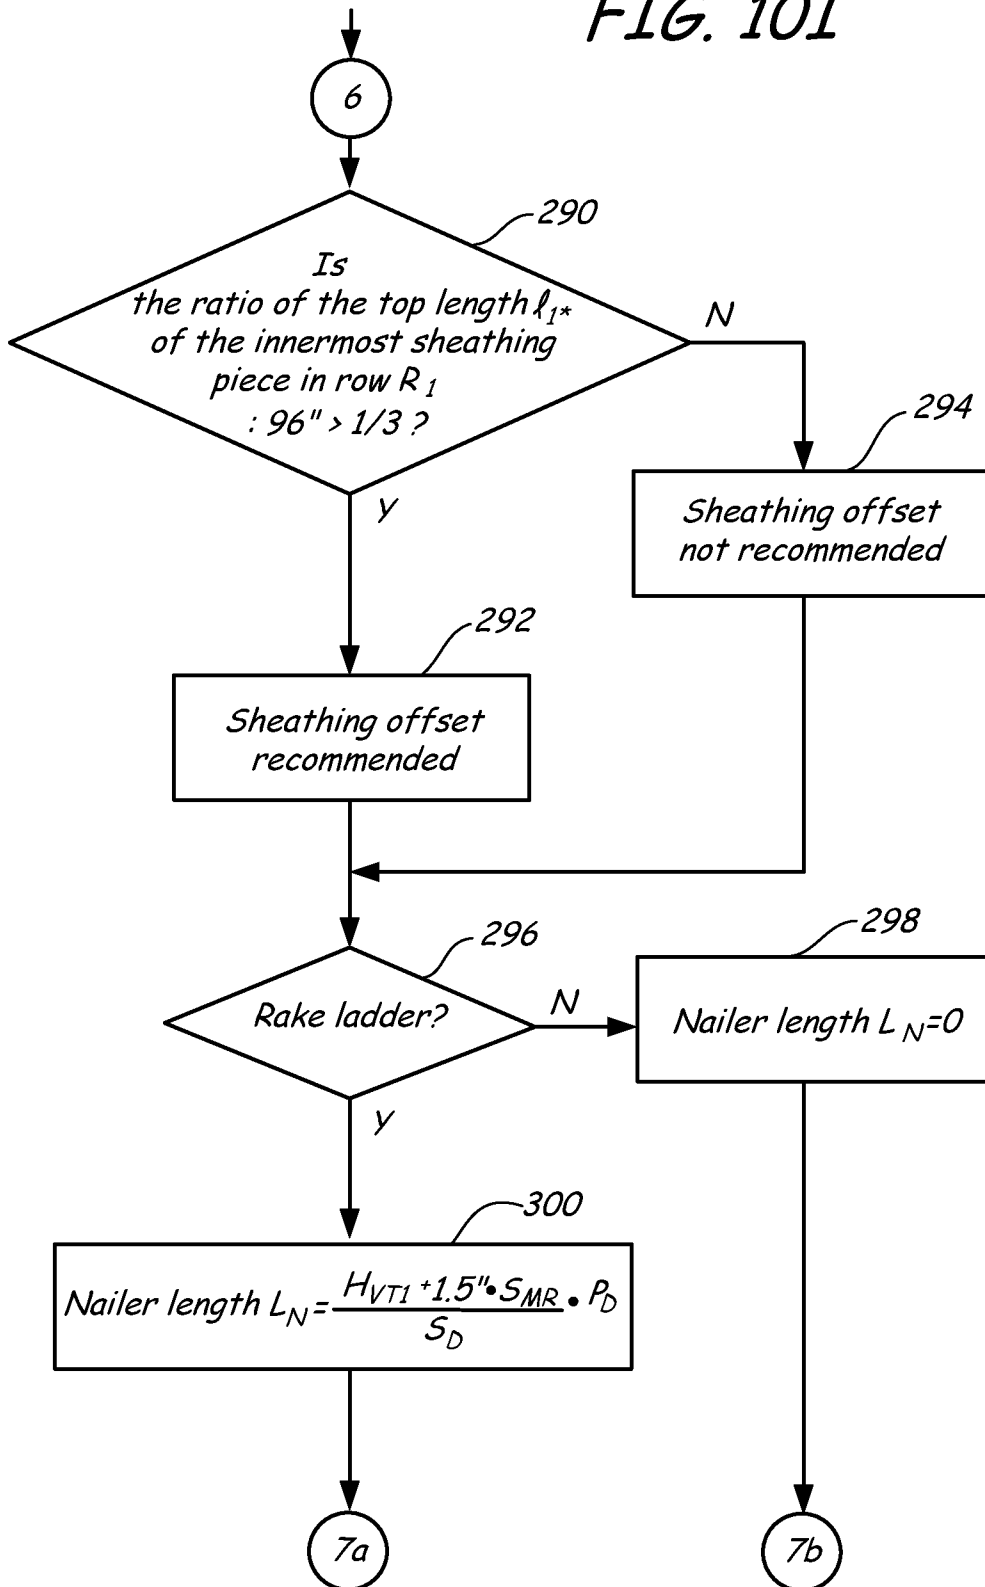 FIG. 10I
6
290
Is
the ratio of the top length ℓ1*
of the innermost sheathing
piece in row R1
: 96" > 1/3 ?
N
Y
294
Sheathing offset
not recommended
292
Sheathing offset
recommended
296
Rake ladder?
N
Y
298
Nailer length LN=0
300
Nailer length LN = HVT1 + 1.5" • SMR / SD • PD
7a
7b